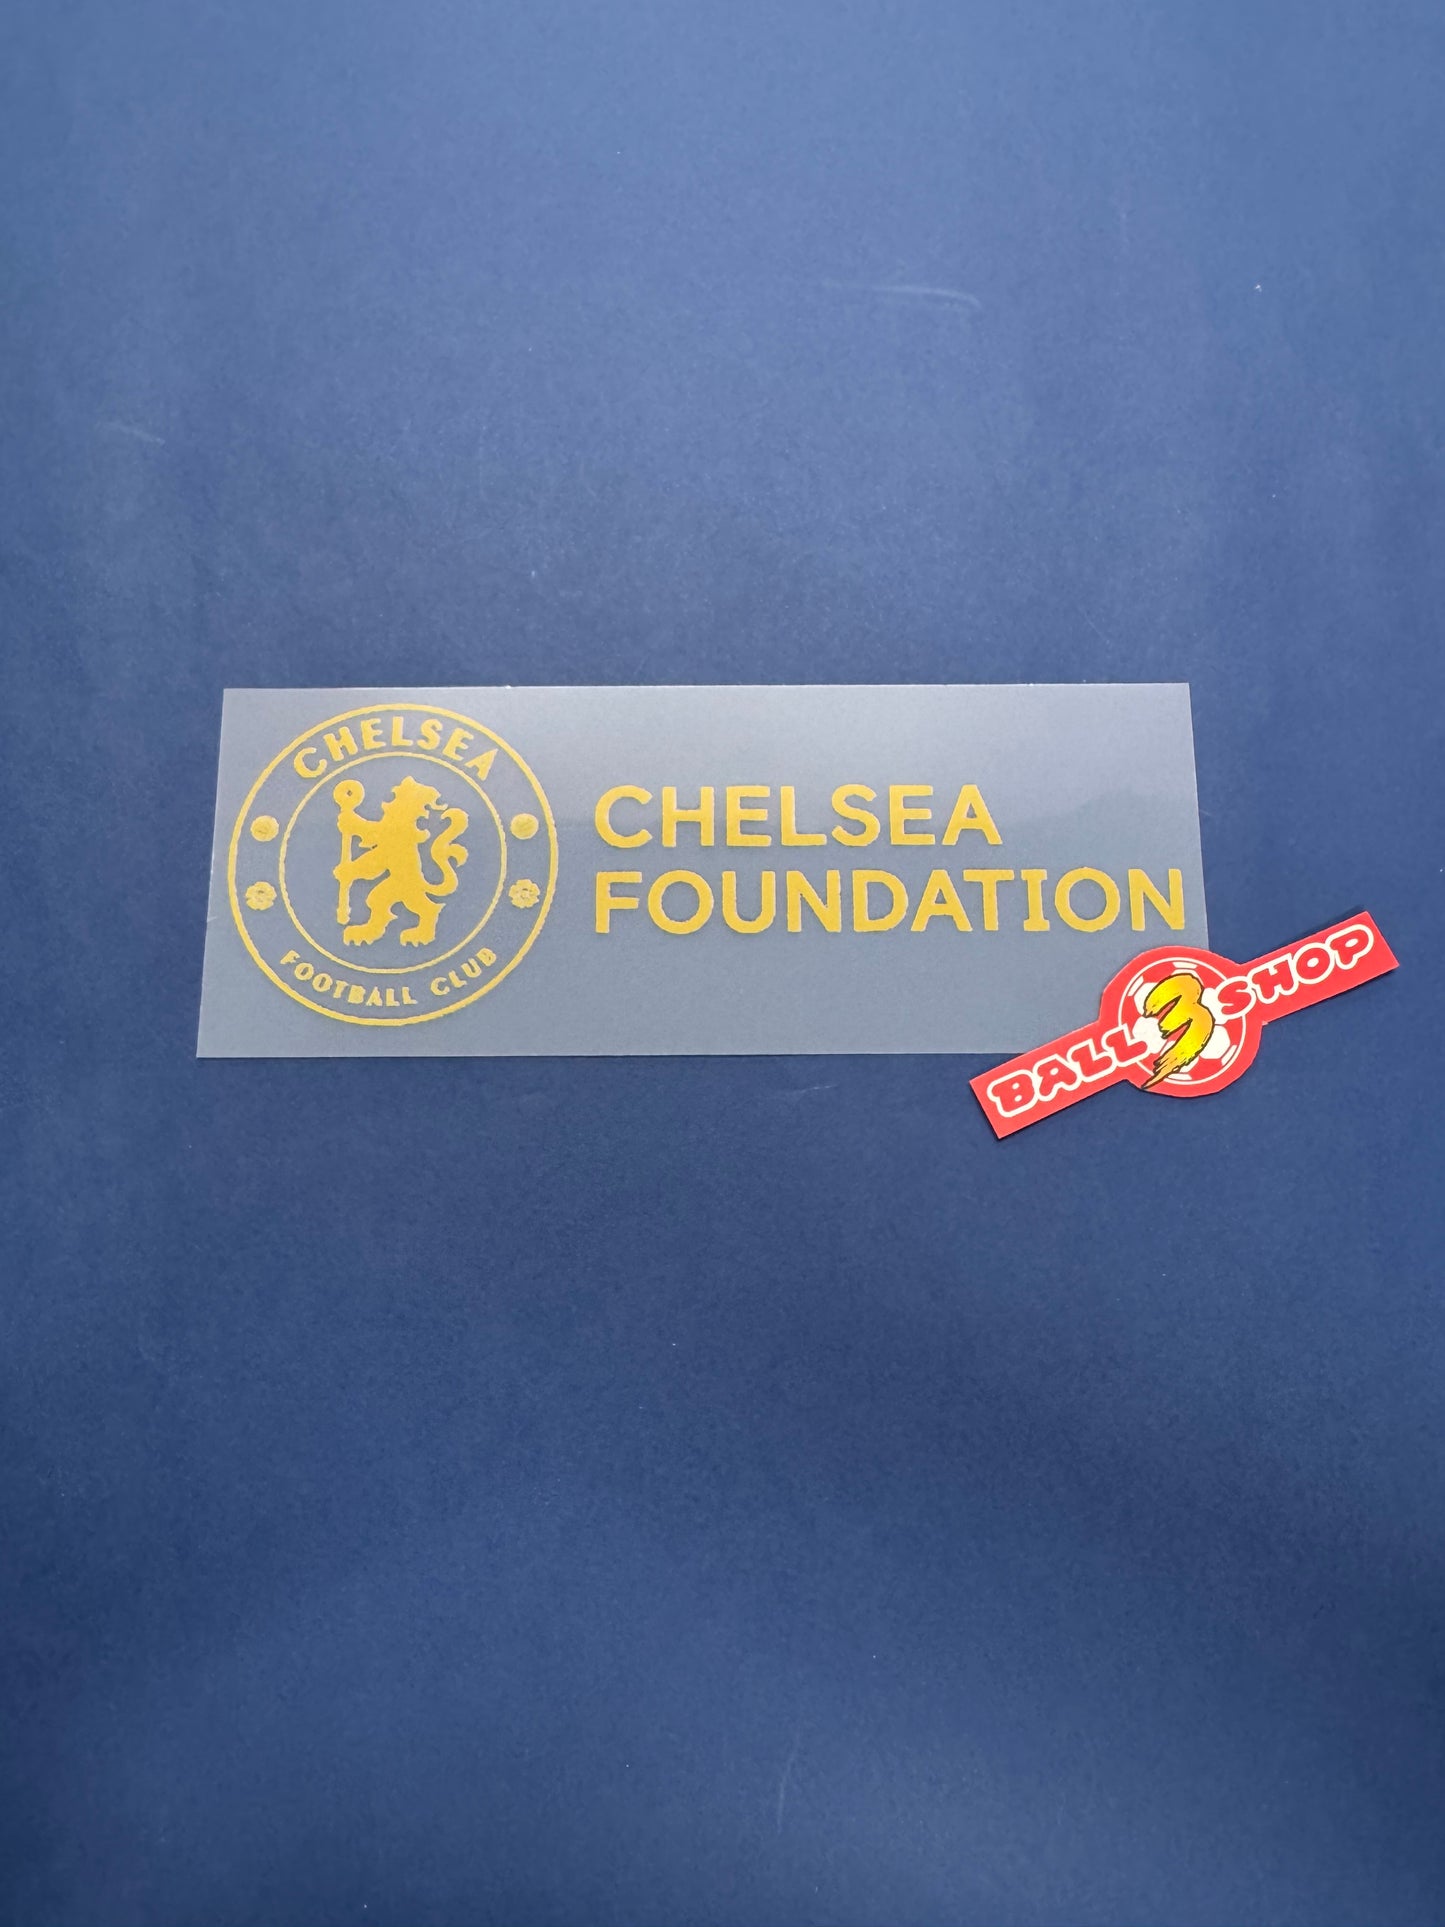 CHELSEA
FOOTBALL CLUB
CHELSEA
FOUNDATION
BALL 3 SHOP